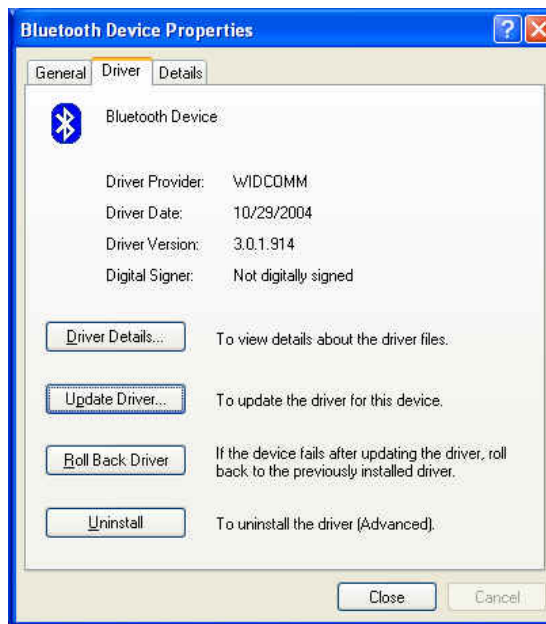 Bluetooth Device Properties
General Driver Details
Bluetooth Device
Driver Provider: WIDCOMM
Driver Date: 10/29/2004
Driver Version: 3.0.1.914
Digital Signer: Not digitally signed
Driver Details... To view details about the driver files.
Update Driver... To update the driver for this device.
Roll Back Driver If the device fails after updating the driver, roll
back to the previously installed driver.
Uninstall To uninstall the driver (Advanced).
Close Cancel